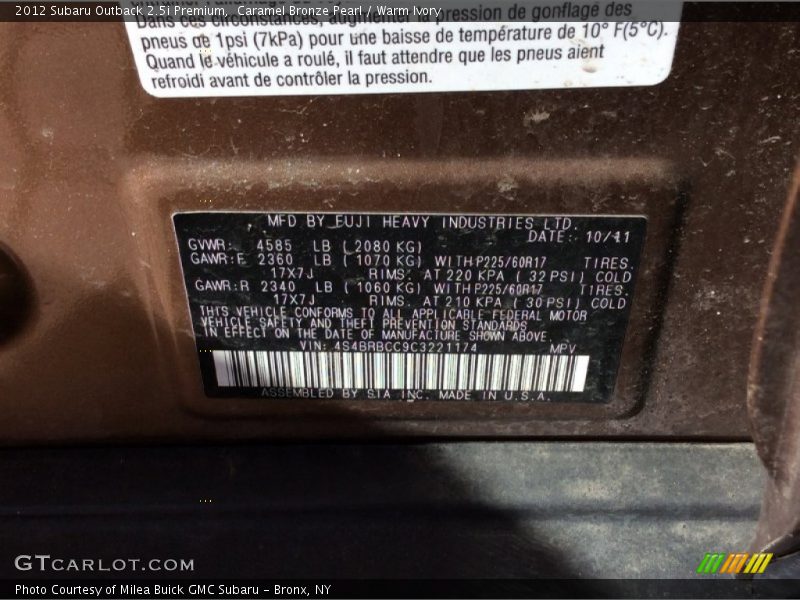 2012 Subaru Outback 2.5i Premium, Caramel Bronze Pearl / Warm Ivory
Dans ces circonstances, augmenter la pression de gonflage des
pneus de 1psi (7kPa) pour une baisse de température de 10° F(5°C).
Quand le véhicule a roulé, il faut attendre que les pneus aient
refroidi avant de contrôler la pression.
MFD BY FUJI HEAVY INDUSTRIES LTD.
DATE: 10/11
GVWR: 4585 LB (2080 KG)
GAWR:F 2360 LB (1070 KG) WITH P225/60R17 TIRES.
17X7J RIMS. AT 220 KPA (32 PSI) COLD
GAWR:R 2340 LB (1060 KG) WITH P225/60R17 TIRES.
17X7J RIMS. AT 210 KPA (30 PSI) COLD
THIS VEHICLE CONFORMS TO ALL APPLICABLE FEDERAL MOTOR
VEHICLE SAFETY AND THEFT PREVENTION STANDARDS
IN EFFECT ON THE DATE OF MANUFACTURE SHOWN ABOVE.
VIN: 4S4BRBCC9C3221174 MPV
ASSEMBLED BY SIA INC. MADE IN U.S.A.
GTCARLOT.COM
Photo Courtesy of Milea Buick GMC Subaru - Bronx, NY